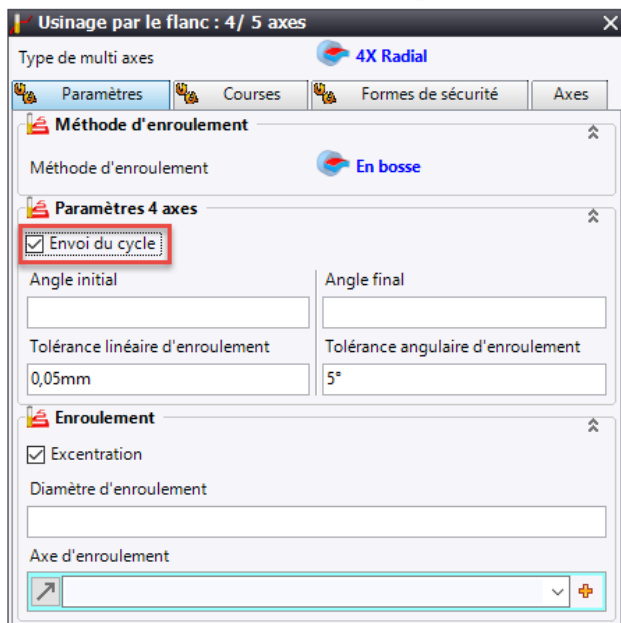 Usinage par le flanc : 4/ 5 axes
Type de multi axes 4X Radial
Paramètres Courses Formes de sécurité Axes
Méthode d'enroulement
Méthode d'enroulement En bosse
Paramètres 4 axes
Envoi du cycle
Angle initial Angle final
Tolérance linéaire d'enroulement Tolérance angulaire d'enroulement
0,05mm 5°
Enroulement
Excentration
Diamètre d'enroulement
Axe d'enroulement